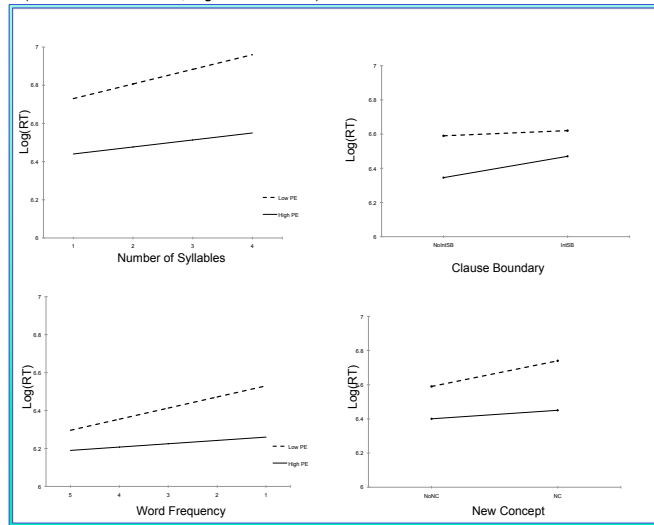 7
6.8
6.6
6.4
6.2
6
Log(RT)
1
2
3
4
Low PE
High PE
Number of Syllables
7
6.8
6.6
6.4
6.2
6
Log(RT)
NoIntSB
IntSB
Clause Boundary
7
6.8
6.6
6.4
6.2
6
Log(RT)
5
4
3
2
1
Low PE
High PE
Word Frequency
7
6.8
6.6
6.4
6.2
6
Log(RT)
NoNC
NC
New Concept